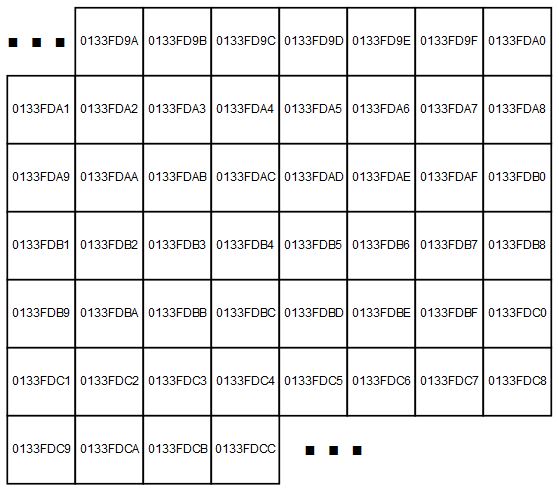 ▪ ▪ ▪ 0133FD9A 0133FD9B 0133FD9C 0133FD9D 0133FD9E 0133FD9F 0133FDA0
0133FDA1 0133FDA2 0133FDA3 0133FDA4 0133FDA5 0133FDA6 0133FDA7 0133FDA8
0133FDA9 0133FDAA 0133FDAB 0133FDAC 0133FDAD 0133FDAE 0133FDAF 0133FDB0
0133FDB1 0133FDB2 0133FDB3 0133FDB4 0133FDB5 0133FDB6 0133FDB7 0133FDB8
0133FDB9 0133FDBA 0133FDBB 0133FDBC 0133FDBD 0133FDBE 0133FDBF 0133FDC0
0133FDC1 0133FDC2 0133FDC3 0133FDC4 0133FDC5 0133FDC6 0133FDC7 0133FDC8
0133FDC9 0133FDCA 0133FDCB 0133FDCC ▪ ▪ ▪